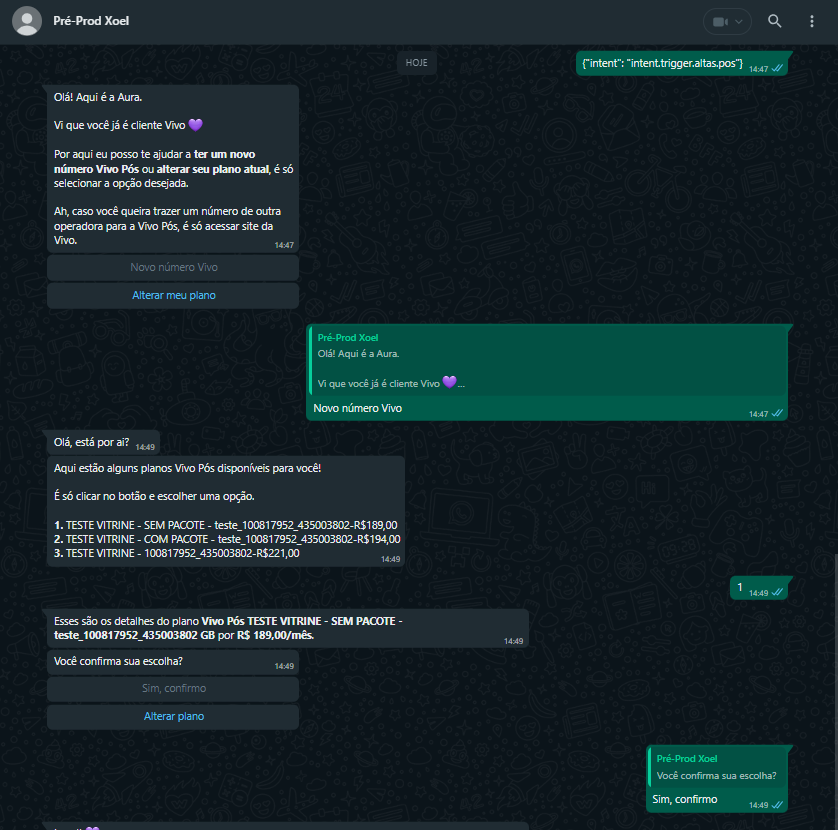 Pré-Prod Xoel
HOJE
{"intent": "intent.trigger.altas.pos"} 14:47
Olá! Aqui é a Aura.
Vi que você já é cliente Vivo 💜
Por aqui eu posso te ajudar a ter um novo
número Vivo Pós ou alterar seu plano atual, é só
selecionar a opção desejada.
Ah, caso você queira trazer um número de outra
operadora para a Vivo Pós, é só acessar site da
Vivo. 14:47
Novo número Vivo
Alterar meu plano
Pré-Prod Xoel
Olá! Aqui é a Aura.
Vi que você já é cliente Vivo 💜...
Novo número Vivo 14:47
Olá, está por ai? 14:49
Aqui estão alguns planos Vivo Pós disponíveis para você!
É só clicar no botão e escolher uma opção.
1. TESTE VITRINE - SEM PACOTE - teste_100817952_435003802-R$189,00
2. TESTE VITRINE - COM PACOTE - teste_100817952_435003802-R$194,00
3. TESTE VITRINE - 100817952_435003802-R$221,00
14:49
1 14:49
Esses são os detalhes do plano Vivo Pós TESTE VITRINE - SEM PACOTE -
teste_100817952_435003802 GB por R$ 189,00/mês. 14:49
Você confirma sua escolha? 14:49
Sim, confirmo
Alterar plano
Pré-Prod Xoel
Você confirma sua escolha?
Sim, confirmo 14:49